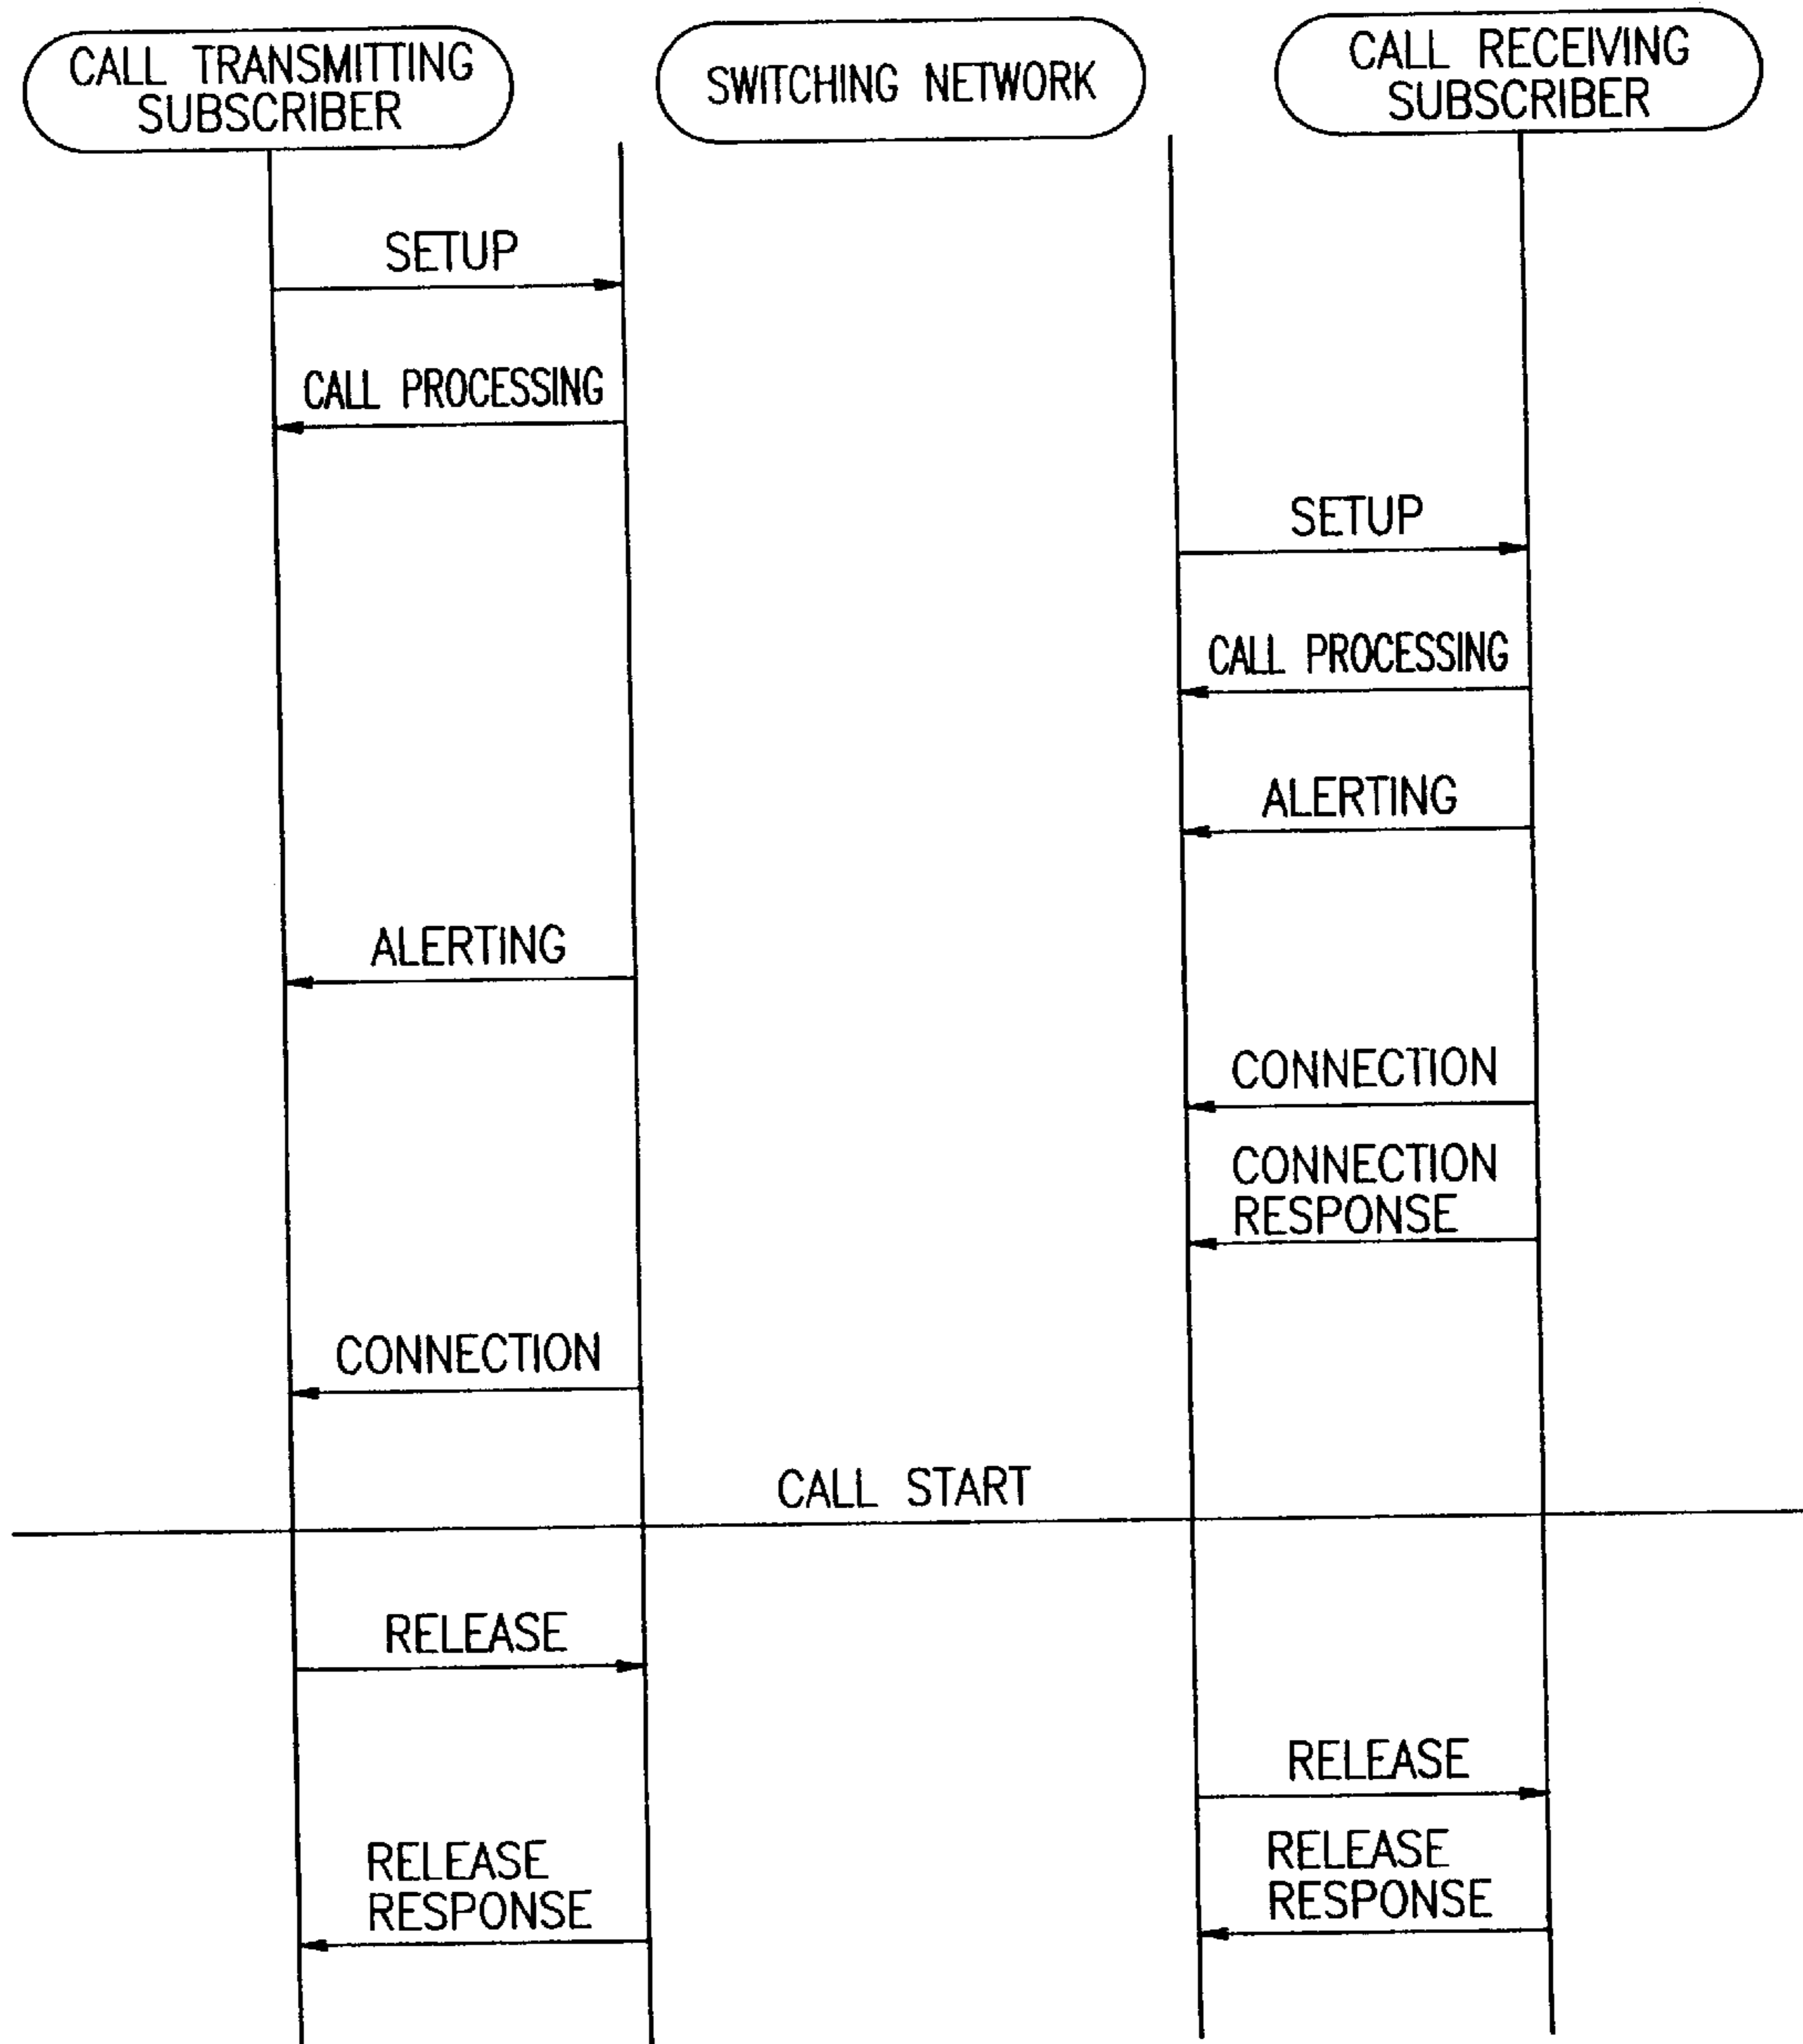 CALL TRANSMITTING
SUBSCRIBER
SWITCHING NETWORK
CALL RECEIVING
SUBSCRIBER
SETUP
CALL PROCESSING
SETUP
CALL PROCESSING
ALERTING
ALERTING
CONNECTION
CONNECTION
RESPONSE
CONNECTION
CALL START
RELEASE
RELEASE
RELEASE
RESPONSE
RELEASE
RESPONSE